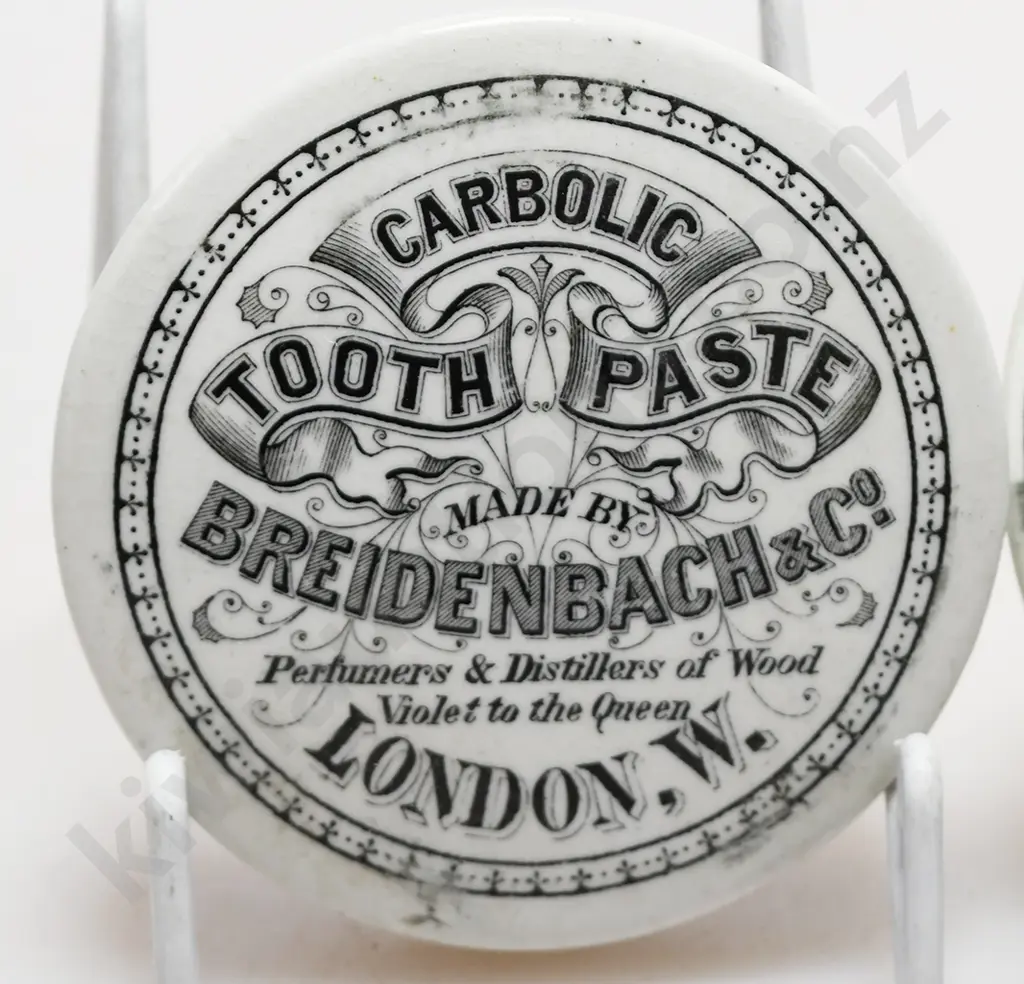 CARBOLIC
TOOTH PASTE
MADE BY
BREIDENBACH & Cº.
Perfumers & Distillers of Wood
Violet to the Queen
LONDON, W.